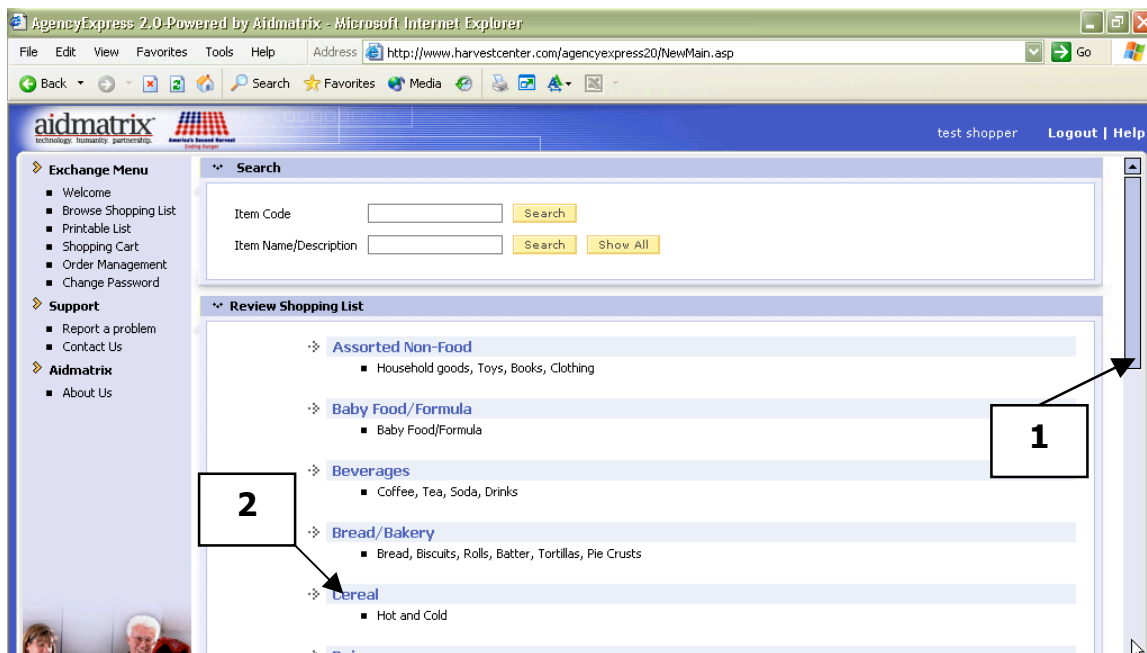 AgencyExpress 2.0-Powered by Aidmatrix - Microsoft Internet Explorer
File Edit View Favorites Tools Help Address http://www.harvestcenter.com/agencyexpress20/NewMain.asp Go
Back Search Favorites Media
aidmatrix
technology. humanity. partnership.
America's Second Harvest
Ending Hunger
test shopper Logout | Help
Exchange Menu
Welcome
Browse Shopping List
Printable List
Shopping Cart
Order Management
Change Password
Support
Report a problem
Contact Us
Aidmatrix
About Us
Search
Item Code Search
Item Name/Description Search Show All
Review Shopping List
Assorted Non-Food
Household goods, Toys, Books, Clothing
Baby Food/Formula
Baby Food/Formula
Beverages
Coffee, Tea, Soda, Drinks
Bread/Bakery
Bread, Biscuits, Rolls, Batter, Tortillas, Pie Crusts
Cereal
Hot and Cold
1
2